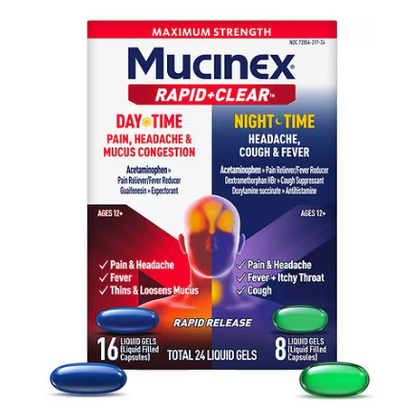 MAXIMUM STRENGTH
Mucinex®
RAPID+CLEAR™
DAY TIME
PAIN, HEADACHE &
MUCUS CONGESTION
Acetaminophen »
Pain Reliever/Fever Reducer
Guaifenesin » Expectorant
AGES 12+
✓ Pain & Headache
✓ Fever
✓ Thins & Loosens Mucus
NIGHT TIME
HEADACHE,
COUGH & FEVER
Acetaminophen » Pain Reliever/Fever Reducer
Dextromethorphan HBr » Cough Suppressant
Doxylamine succinate » Antihistamine
AGES 12+
✓ Pain & Headache
✓ Fever + Itchy Throat
✓ Cough
RAPID RELEASE
16 LIQUID GELS
(Liquid Filled
Capsules)
TOTAL 24 LIQUID GELS
8 LIQUID GELS
(Liquid Filled
Capsules)